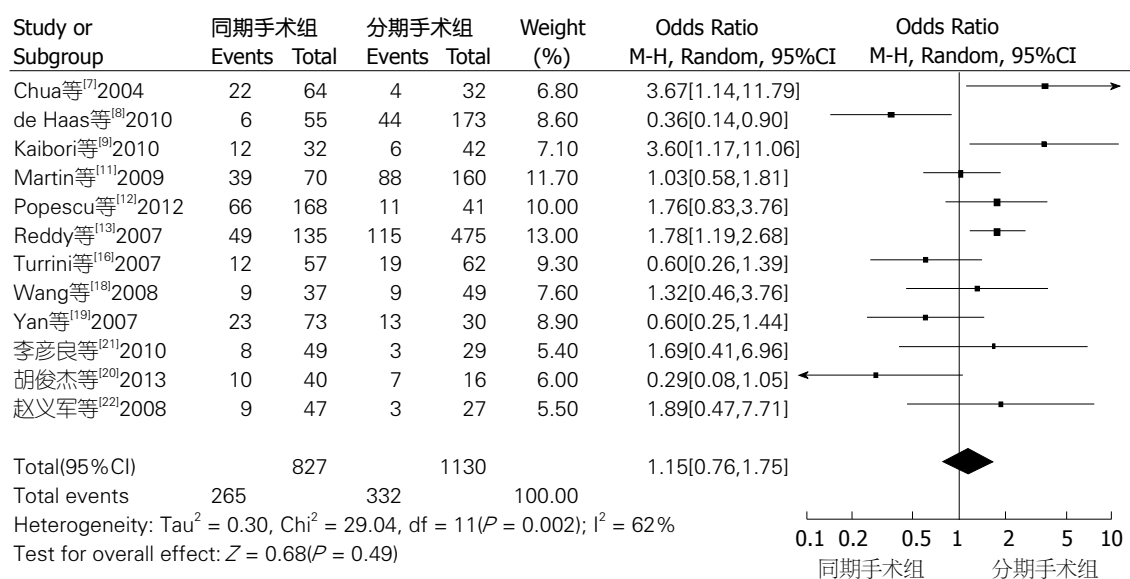 Study or 同期手术组 分期手术组 Weight Odds Ratio Odds Ratio
Subgroup Events Total Events Total (%) M-H, Random, 95%CI M-H, Random, 95%CI
Chua等[7]2004 22 64 4 32 6.80 3.67[1.14,11.79]
de Haas等[8]2010 6 55 44 173 8.60 0.36[0.14,0.90]
Kaibori等[9]2010 12 32 6 42 7.10 3.60[1.17,11.06]
Martin等[11]2009 39 70 88 160 11.70 1.03[0.58,1.81]
Popescu等[12]2012 66 168 11 41 10.00 1.76[0.83,3.76]
Reddy等[13]2007 49 135 115 475 13.00 1.78[1.19,2.68]
Turrini等[16]2007 12 57 19 62 9.30 0.60[0.26,1.39]
Wang等[18]2008 9 37 9 49 7.60 1.32[0.46,3.76]
Yan等[19]2007 23 73 13 30 8.90 0.60[0.25,1.44]
李彦良等[21]2010 8 49 3 29 5.40 1.69[0.41,6.96]
胡俊杰等[20]2013 10 40 7 16 6.00 0.29[0.08,1.05]
赵义军等[22]2008 9 47 3 27 5.50 1.89[0.47,7.71]
Total(95%CI) 827 1130 1.15[0.76,1.75]
Total events 265 332 100.00
Heterogeneity: Tau² = 0.30, Chi² = 29.04, df = 11(P = 0.002); I² = 62%
Test for overall effect: Z = 0.68(P = 0.49)
0.1 0.2 0.5 1 2 5 10
同期手术组 分期手术组